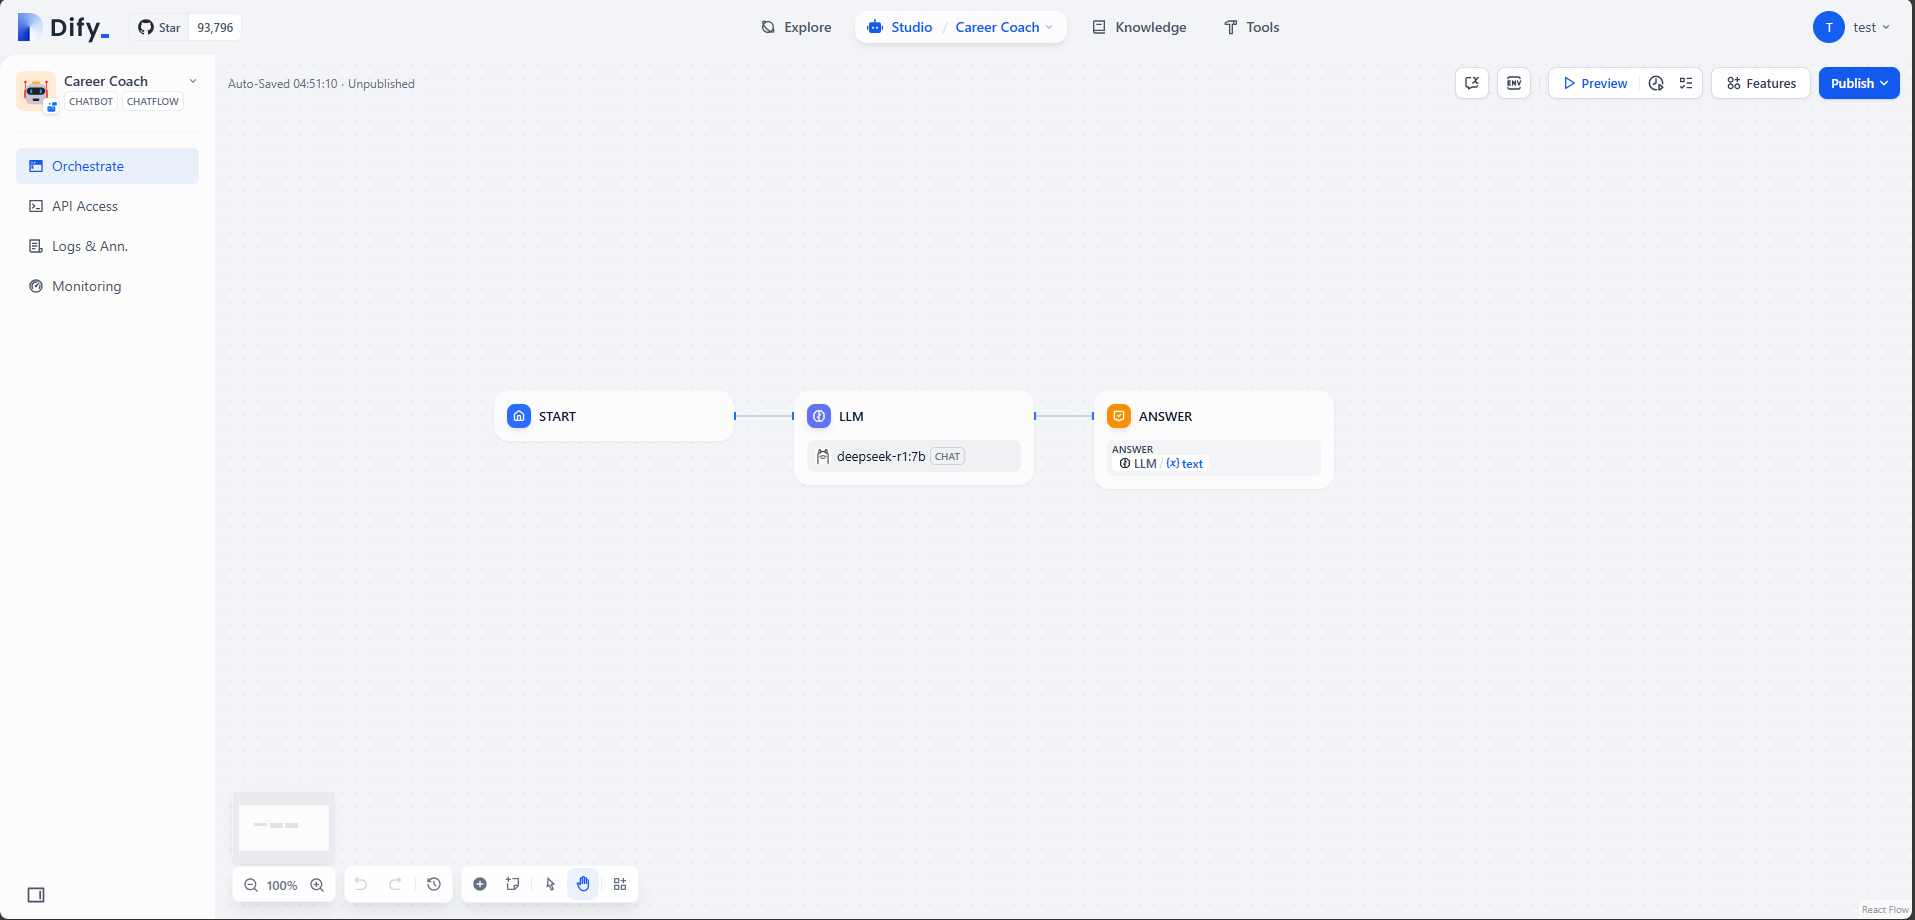 Dify_
Star 93,796
Explore
Studio / Career Coach
Knowledge
Tools
T test
Career Coach
CHATBOT CHATFLOW
Orchestrate
API Access
Logs & Ann.
Monitoring
Auto-Saved 04:51:10 · Unpublished
ENV
Preview
Features
Publish
START
LLM
deepseek-r1:7b CHAT
ANSWER
ANSWER
LLM / {x} text
100%
React Flow